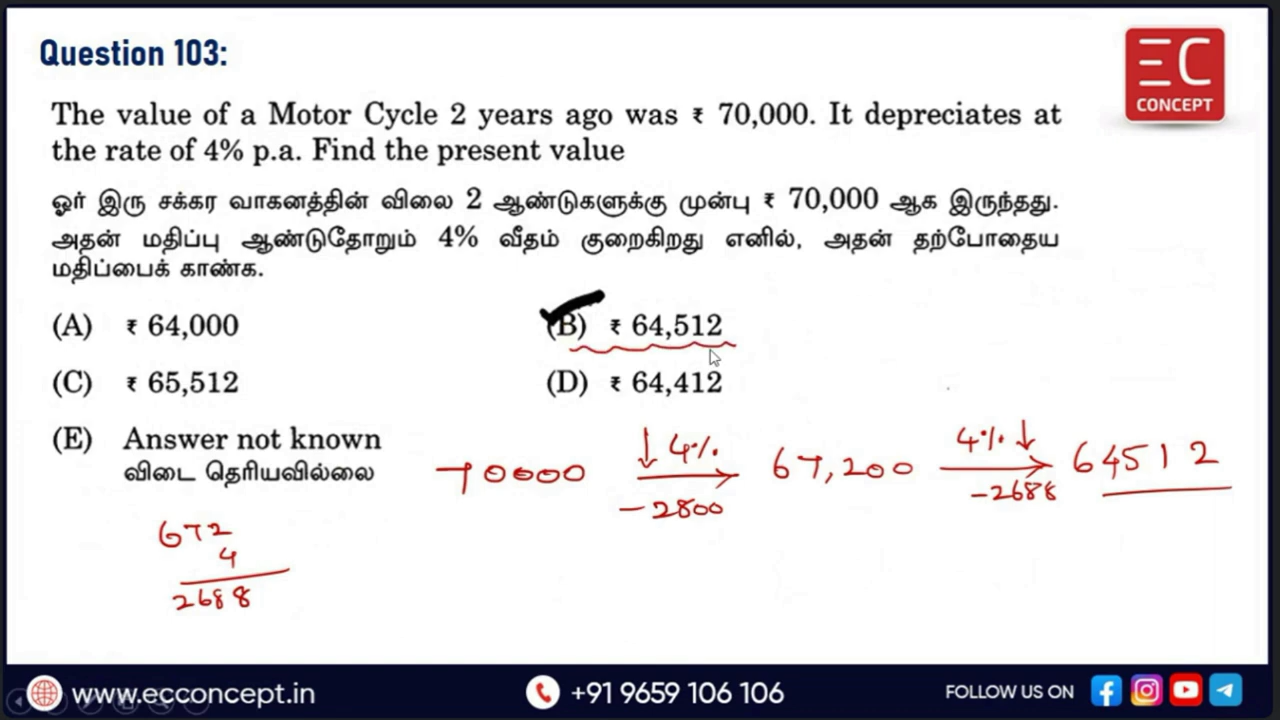 Question 103:
EC
CONCEPT
The value of a Motor Cycle 2 years ago was ₹ 70,000. It depreciates at
the rate of 4% p.a. Find the present value
ஓர் இரு சக்கர வாகனத்தின் விலை 2 ஆண்டுகளுக்கு முன்பு ₹ 70,000 ஆக இருந்தது.
அதன் மதிப்பு ஆண்டுதோறும் 4% வீதம் குறைகிறது எனில், அதன் தற்போதைய
மதிப்பைக் காண்க.
(A) ₹ 64,000
(B) ₹ 64,512
(C) ₹ 65,512
(D) ₹ 64,412
(E) Answer not known
விடை தெரியவில்லை
70000 ↓ 4% 67,200 4% ↓ 64512
-2800 -2688
672
4
2688
www.ecconcept.in +91 9659 106 106 FOLLOW US ON